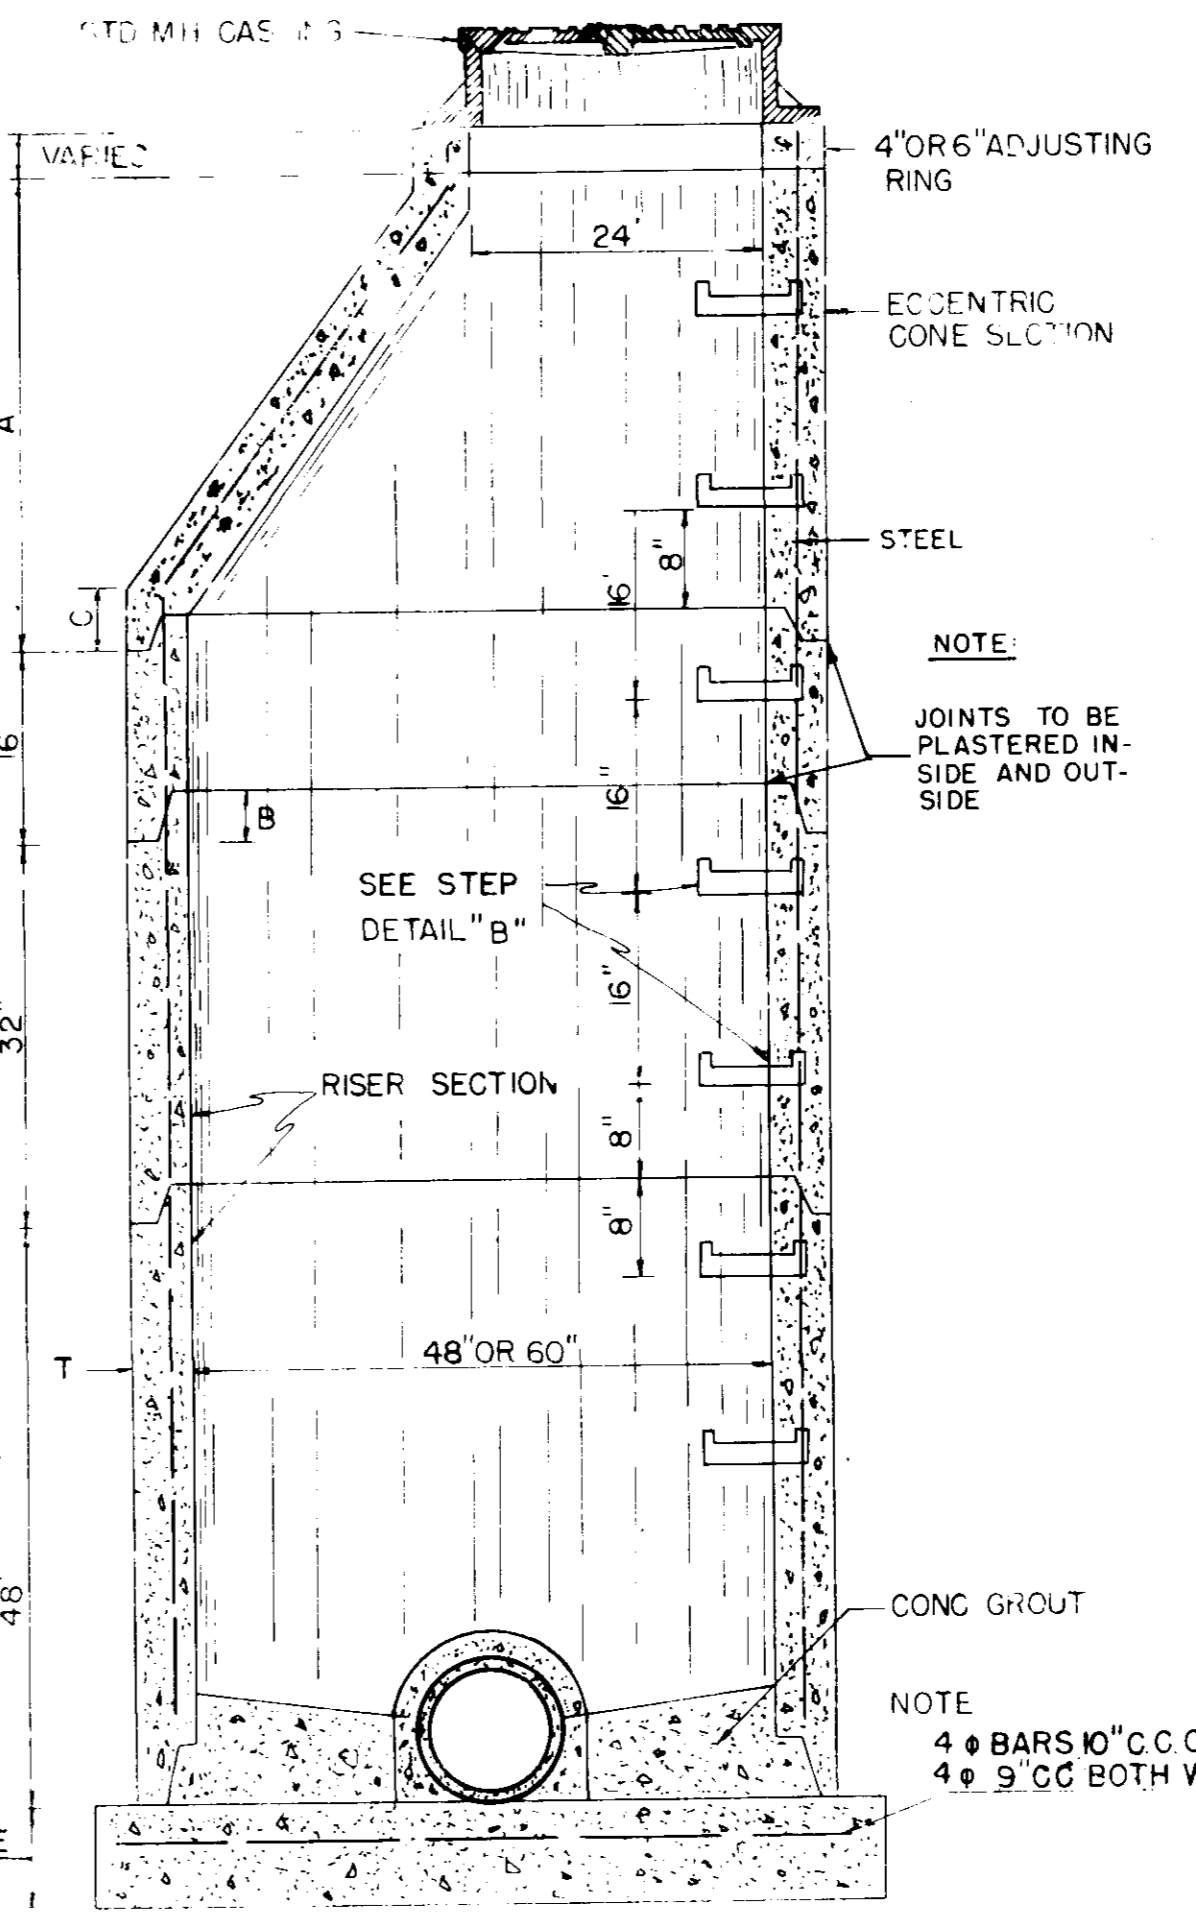 STD MH CASING
VARIES
4"OR 6"ADJUSTING
RING
24"
ECCENTRIC
CONE SECTION
A
STEEL
8"
16"
C
NOTE:
JOINTS TO BE
PLASTERED IN-
SIDE AND OUT-
SIDE
16
16"
B
SEE STEP
DETAIL "B"
16"
32"
RISER SECTION
8"
8"
T
48"OR 60"
48
CONC GROUT
NOTE
4 φ BARS 10" C.C.
4 φ 9"CC BOTH